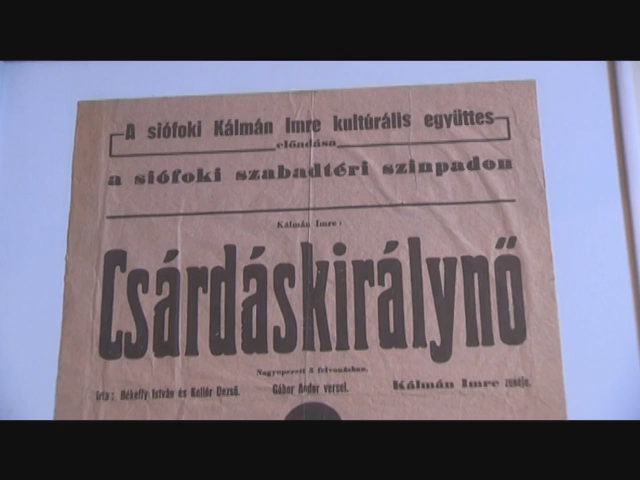 A siófoki Kálmán Imre kultúrális együttes
előadása
a siófoki szabadtéri szinpadon
Kálmán Imre:
Csárdáskirálynő
Nagyoperett 3 felvonásban.
Irta: Békeffy István és Kellér Dezső. Gábor Andor versei. Kálmán Imre zenéje.